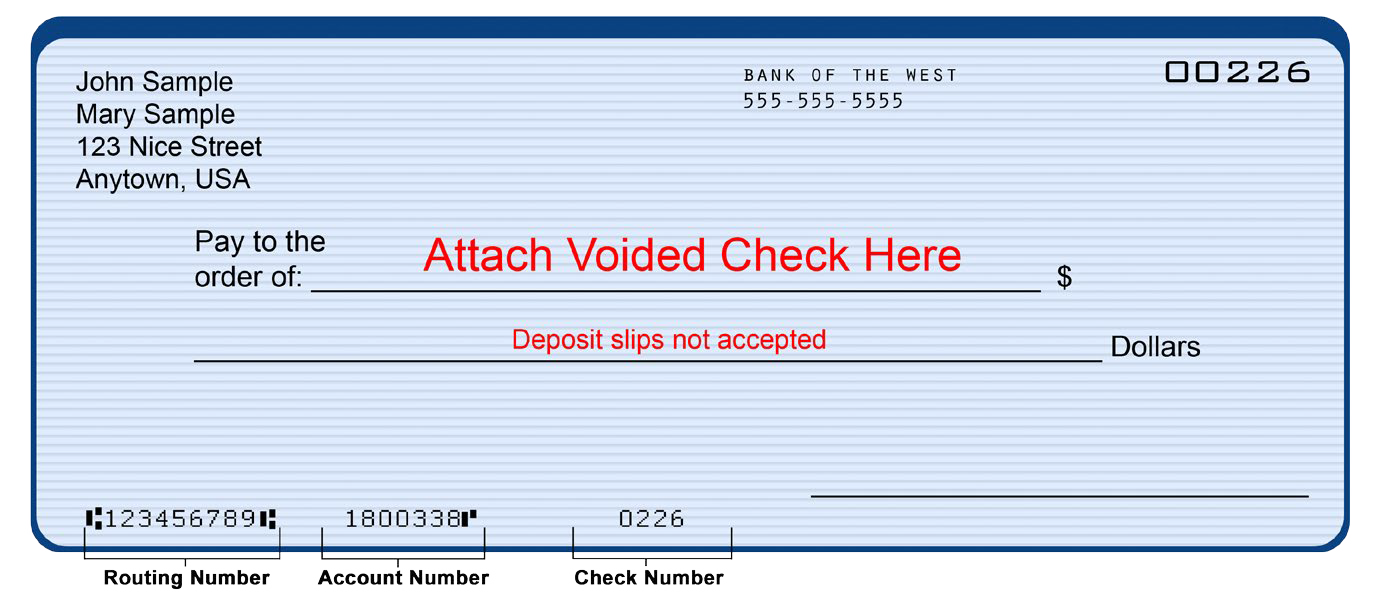 John Sample
Mary Sample
123 Nice Street
Anytown, USA
BANK OF THE WEST
555-555-5555
00226
Pay to the
order of: Attach Voided Check Here $
Deposit slips not accepted Dollars
⑆123456789⑆ 1800338⑈ 0226
Routing Number Account Number Check Number